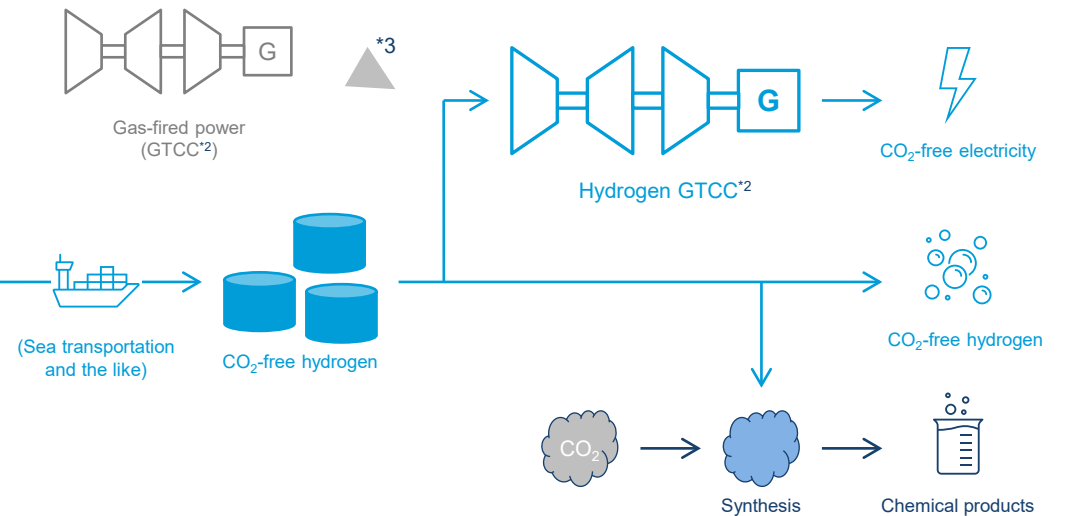 G
*3
Gas-fired power
(GTCC*2)
G
CO2-free electricity
Hydrogen GTCC*2
(Sea transportation
and the like)
CO2-free hydrogen
CO2-free hydrogen
CO2
Synthesis
Chemical products